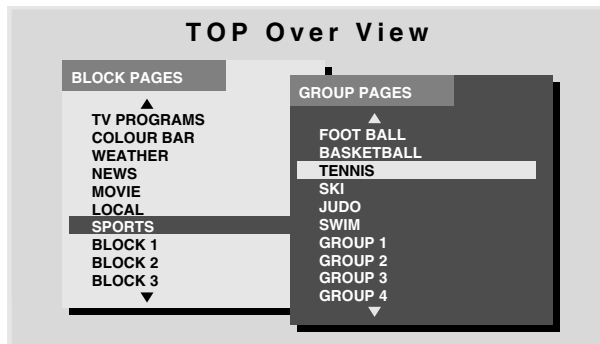 TOP Over View
BLOCK PAGES
TV PROGRAMS
COLOUR BAR
WEATHER
NEWS
MOVIE
LOCAL
SPORTS
BLOCK 1
BLOCK 2
BLOCK 3
GROUP PAGES
FOOT BALL
BASKETBALL
TENNIS
SKI
JUDO
SWIM
GROUP 1
GROUP 2
GROUP 3
GROUP 4